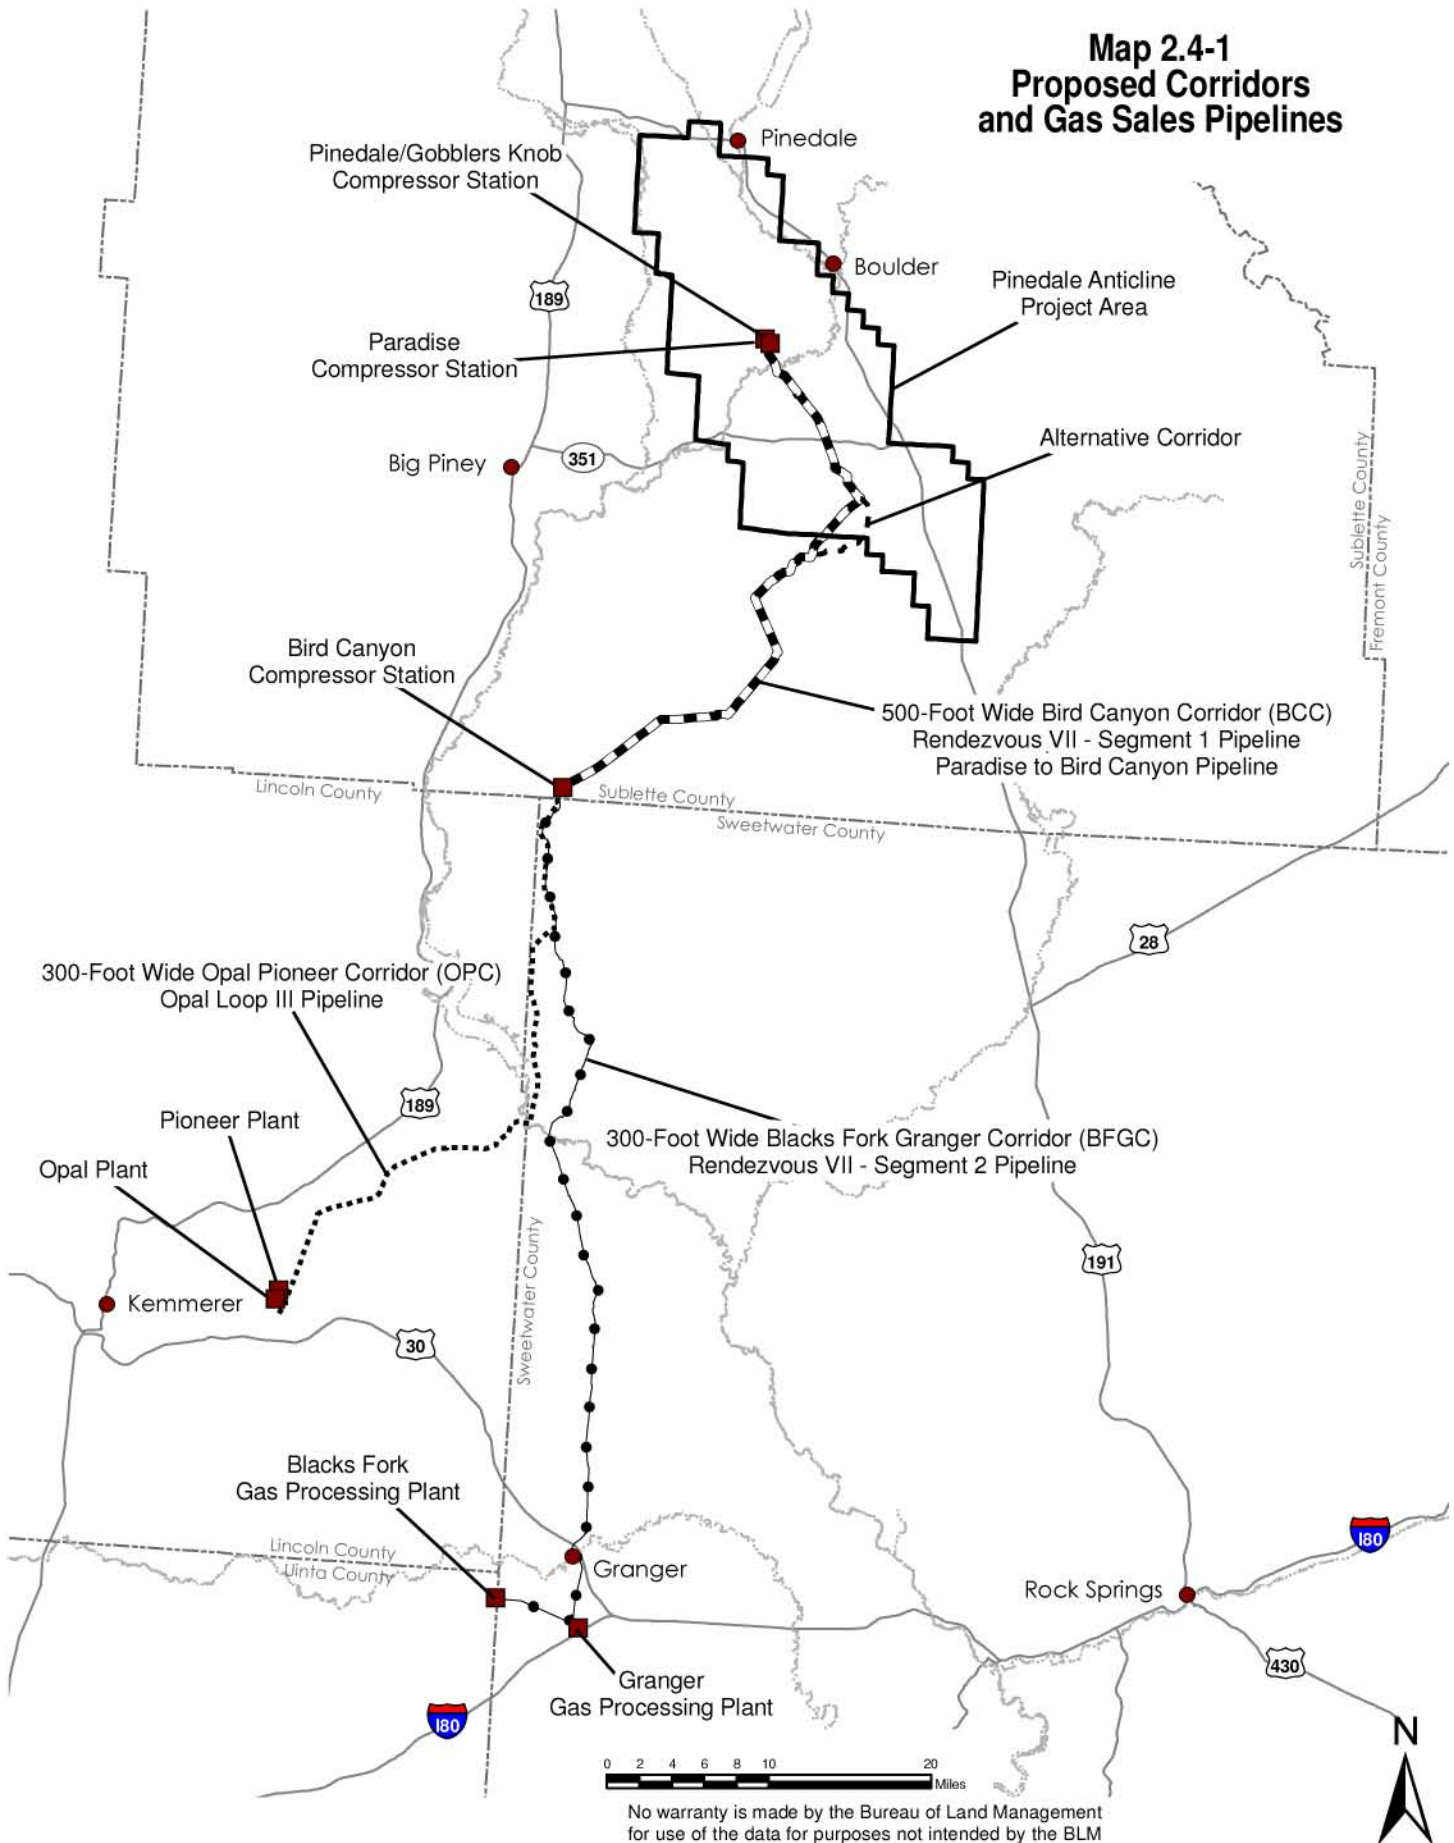 Map 2.4-1
Proposed Corridors
and Gas Sales Pipelines
Pinedale
Pinedale/Gobblers Knob
Compressor Station
Boulder
Pinedale Anticline
Project Area
189
Paradise
Compressor Station
Alternative Corridor
Big Piney
351
Sublette County
Fremont County
Bird Canyon
Compressor Station
500-Foot Wide Bird Canyon Corridor (BCC)
Rendezvous VII - Segment 1 Pipeline
Paradise to Bird Canyon Pipeline
Lincoln County
Sublette County
Sweetwater County
28
300-Foot Wide Opal Pioneer Corridor (OPC)
Opal Loop III Pipeline
189
Pioneer Plant
300-Foot Wide Blacks Fork Granger Corridor (BFGC)
Rendezvous VII - Segment 2 Pipeline
Opal Plant
Sweetwater County
191
Kemmerer
30
Blacks Fork
Gas Processing Plant
I80
Lincoln County
Uinta County
Granger
Rock Springs
430
Granger
Gas Processing Plant
I80
N
0 2 4 6 8 10 20
Miles
No warranty is made by the Bureau of Land Management
for use of the data for purposes not intended by the BLM